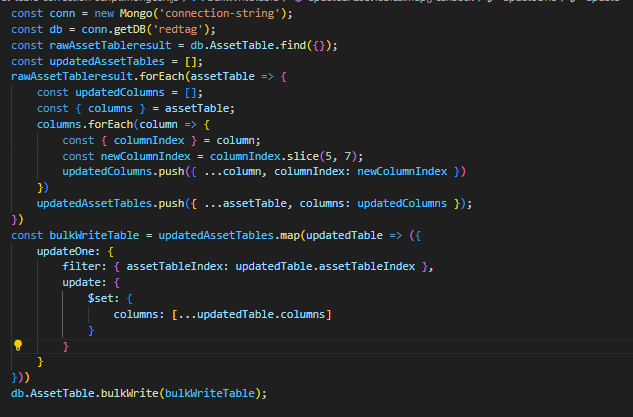 const conn = new Mongo('connection-string');
const db = conn.getDB('redtag');
const rawAssetTableresult = db.AssetTable.find({});
const updatedAssetTables = [];
rawAssetTableresult.forEach(assetTable => {
    const updatedColumns = [];
    const { columns } = assetTable;
    columns.forEach(column => {
        const { columnIndex } = column;
        const newColumnIndex = columnIndex.slice(5, 7);
        updatedColumns.push({ ...column, columnIndex: newColumnIndex })
    })
    updatedAssetTables.push({ ...assetTable, columns: updatedColumns });
})
const bulkWriteTable = updatedAssetTables.map(updatedTable => ({
    updateOne: {
        filter: { assetTableIndex: updatedTable.assetTableIndex },
        update: {
            $set: {
                columns: [...updatedTable.columns]
            }
        }
    }
}))
db.AssetTable.bulkWrite(bulkWriteTable);